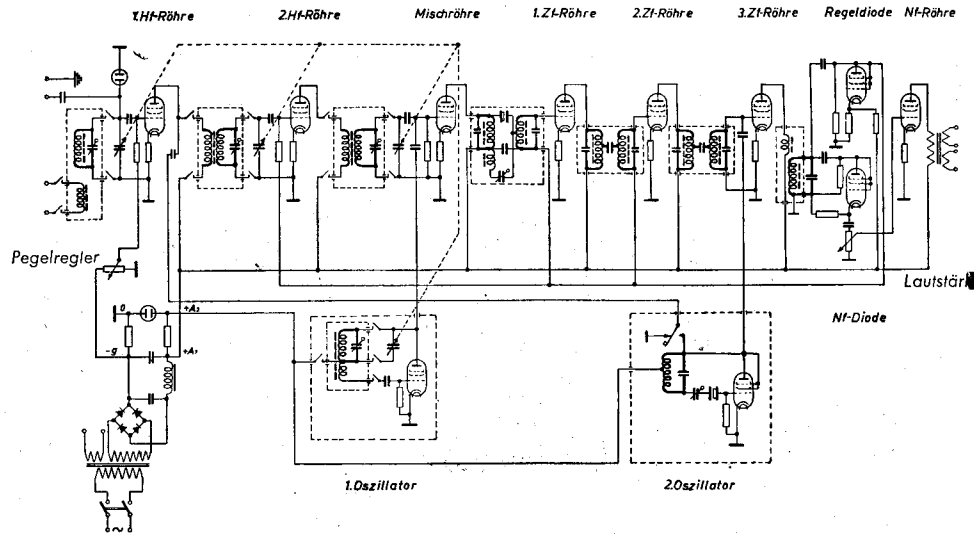 1.Hf-Röhre
2.Hf-Röhre
Mischröhre
1.Zf-Röhre
2.Zf-Röhre
3.Zf-Röhre
Regeldiode
Nf-Röhre
Pegelregler
Lautstärk
0
+A₂
Nf-Diode
-g
+A₁
a
1.Oszillator
2.Oszillator